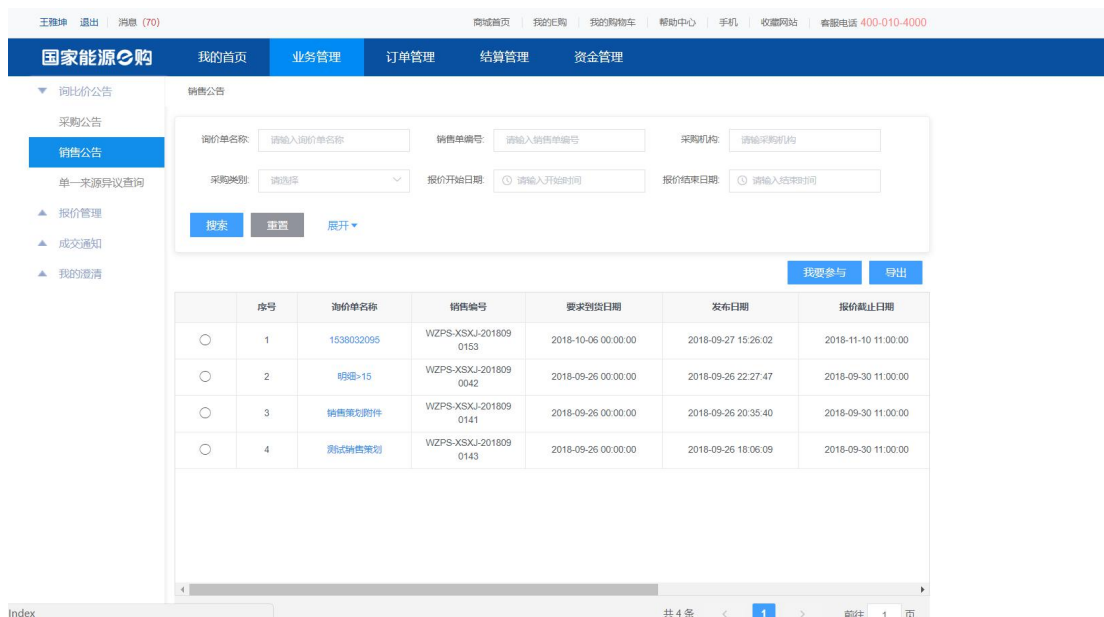 王雅坤 退出 消息 (70) 商城首页 我的E购 我的购物车 帮助中心 手机 收藏网站 客服电话 400-010-4000
国家能源e购 我的首页 业务管理 订单管理 结算管理 资金管理
询比价公告
采购公告
销售公告
单一来源异议查询
报价管理
成交通知
我的澄清
销售公告
询价单名称: 请输入询价单名称 销售单编号: 请输入销售单编号 采购机构: 请输采购机构
采购类别: 请选择 报价开始日期: 请输入开始时间 报价结束日期: 请输入结束时间
搜索 重置 展开
我要参与 导出
序号 询价单名称 销售编号 要求到货日期 发布日期 报价截止日期
1 1538032095 WZPS-XSXJ-201809 2018-10-06 00:00:00 2018-09-27 15:26:02 2018-11-10 11:00:00
0153
2 明细>15 WZPS-XSXJ-201809 2018-09-26 00:00:00 2018-09-26 22:27:47 2018-09-30 11:00:00
0042
3 销售策划附件 WZPS-XSXJ-201809 2018-09-26 00:00:00 2018-09-26 20:35:40 2018-09-30 11:00:00
0141
4 测试销售策划 WZPS-XSXJ-201809 2018-09-26 00:00:00 2018-09-26 18:06:09 2018-09-30 11:00:00
0143
Index 共 4 条 < 1 > 前往 1 页